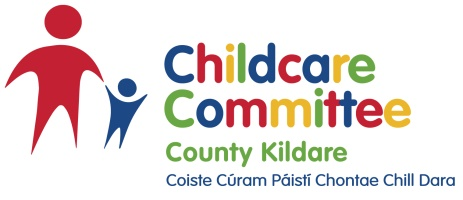 Childcare
Committee
County Kildare
Coiste Cúram Páistí Chontae Chill Dara